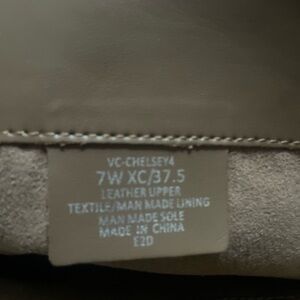 VC-CHELSEY4
7W XC/37.5
LEATHER UPPER
TEXTILE/MAN MADE LINING
MAN MADE SOLE
MADE IN CHINA
E2D